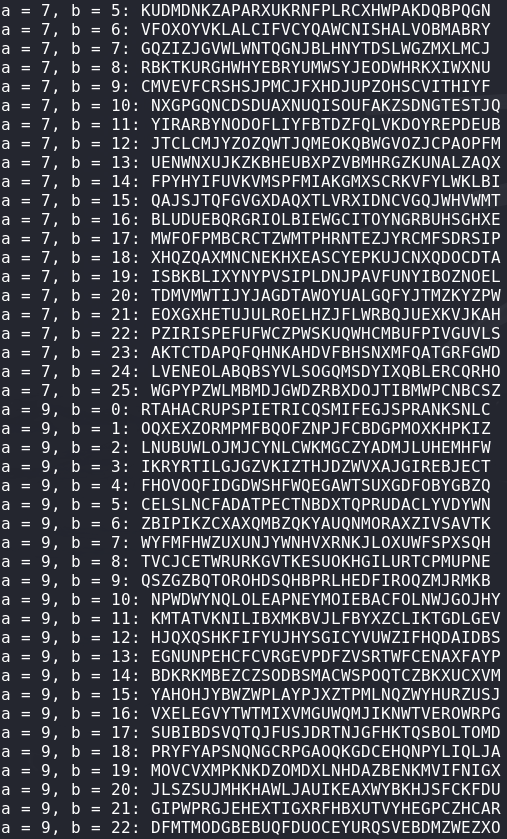 a = 7, b = 5: KUDMDNKZAPARXUKRNFPLRCXHWPAKDQBPQGN
a = 7, b = 6: VFOXOYVKLALCIFVCYQAWCNISHALVOBMABRY
a = 7, b = 7: GQZIZJGVWLWNTQGNJBLHNYTDSLWGZMXLMCJ
a = 7, b = 8: RBKTKURGHWHYEBRYUMWSYJEODWHRKXIWXNU
a = 7, b = 9: CMVEVFCRSHSJPMCJFXHDJUPZOHSCVITHIYF
a = 7, b = 10: NXGPGQNCDSDUAXNUQISOUFAKZSDNGTESTJQ
a = 7, b = 11: YIRARBYNODOFLIYFBTDZFQLVKDOYREPDEUB
a = 7, b = 12: JTCLCMJYZOZQWTJQMEOKQBWGVOZJCPAOPFM
a = 7, b = 13: UENWNXUJKZKBHEUBXPZVBMHRGZKUNALZAQX
a = 7, b = 14: FPYHYIFUVKVMSPFMIAKGMXSCRKVFYLWKLBI
a = 7, b = 15: QAJSJTQFGVGXDAQXTLVRXIDNCVGQJWHVWMT
a = 7, b = 16: BLUDUEBQRGRIOLBIEWGCITOYNGRBUHSGHXE
a = 7, b = 17: MWFOFPMBCRCTZWMTPHRNTEZJYRCMFSDRSIP
a = 7, b = 18: XHQZQAXMNCNEKHXEASCYEPKUJCNXQDOCDTA
a = 7, b = 19: ISBKBLIXYNYPVSIPLDNJPAVFUNYIBOZNOEL
a = 7, b = 20: TDMVMWTIJYJAGDTAWOYUALGQFYJTMZKYZPW
a = 7, b = 21: EOXGXHETUJULROELHZJFLWRBQJUEXKVJKAH
a = 7, b = 22: PZIRISPEFUFWCZPWSKUQWHCMBUFPIVGUVLS
a = 7, b = 23: AKTCTDAPQFQHNKAHDVFBHSNXMFQATGRFGWD
a = 7, b = 24: LVENEOLABQBSYVLSOGQMSDYIXQBLERCQRHO
a = 7, b = 25: WGPYPZWLMBMDJGWDZRBXDOJTIBMWPCNBCSZ
a = 9, b = 0: RTAHACRUPSPIETRICQSMIFEGJSPRANKSNLC
a = 9, b = 1: OQXEXZORMPMFBQOFZNPJFCBDGPMOXKHPKIZ
a = 9, b = 2: LNUBUWLOJMJCYNLCWKMGCZYADMJLUHEMHFW
a = 9, b = 3: IKRYRTILGJGZVKIZTHJDZWVXAJGIREBJECT
a = 9, b = 4: FHOVOQFIDGDWSHFWQEGAWTSUXGDFOBYGBZQ
a = 9, b = 5: CELSLNCFADATPECTNBDXTQPRUDACLYVDYWN
a = 9, b = 6: ZBIPIKZCXAXQMBZQKYAUQNMORAXZIVSAVTK
a = 9, b = 7: WYFMFHWZUXUNJYWNHVXRNKJLOXUWFSPXSQH
a = 9, b = 8: TVCJCETWRURKGVTKESUOKHGILURTCPMUPNE
a = 9, b = 9: QSZGZBQTOROHDSQHBPRLHEDFIROQZMJRMKB
a = 9, b = 10: NPWDWYNQLOLEAPNEYMOIEBACFOLNWJGOJHY
a = 9, b = 11: KMTATVKNILIBXMKBVJLFBYXZCLIKTGDLGEV
a = 9, b = 12: HJQXQSHKFIFYUJHYSGICYVUWZIFHQDAIDBS
a = 9, b = 13: EGNUNPEHCFCVRGEVPDFZVSRTWFCENAXFAYP
a = 9, b = 14: BDKRKMBEZCZSODBSMACWSPOQTCZBKXUCXVM
a = 9, b = 15: YAHOHJYBWZWPLAYPJXZTPMLNQZWYHURZUSJ
a = 9, b = 16: VXELEGVYTWTMIXVMGUWQMJIKNWTVEROWRPG
a = 9, b = 17: SUBIBDSVQTQJFUSJDRTNJGFHKTQSBOLTOMD
a = 9, b = 18: PRYFYAPSNQNGCRPGAOQKGDCEHQNPYLIQLJA
a = 9, b = 19: MOVCVXMPKNKDZOMDXLNHDAZBENKMVIFNIGX
a = 9, b = 20: JLSZSUJMHKHAWLJAUIKEAXWYBKHJSFCKFDU
a = 9, b = 21: GIPWPRGJEHEXTIGXRFHBXUTVYHEGPCZHCAR
a = 9, b = 22: DFMTMODGBEBUQFDUOCEYURQSVEBDMZWEZXO